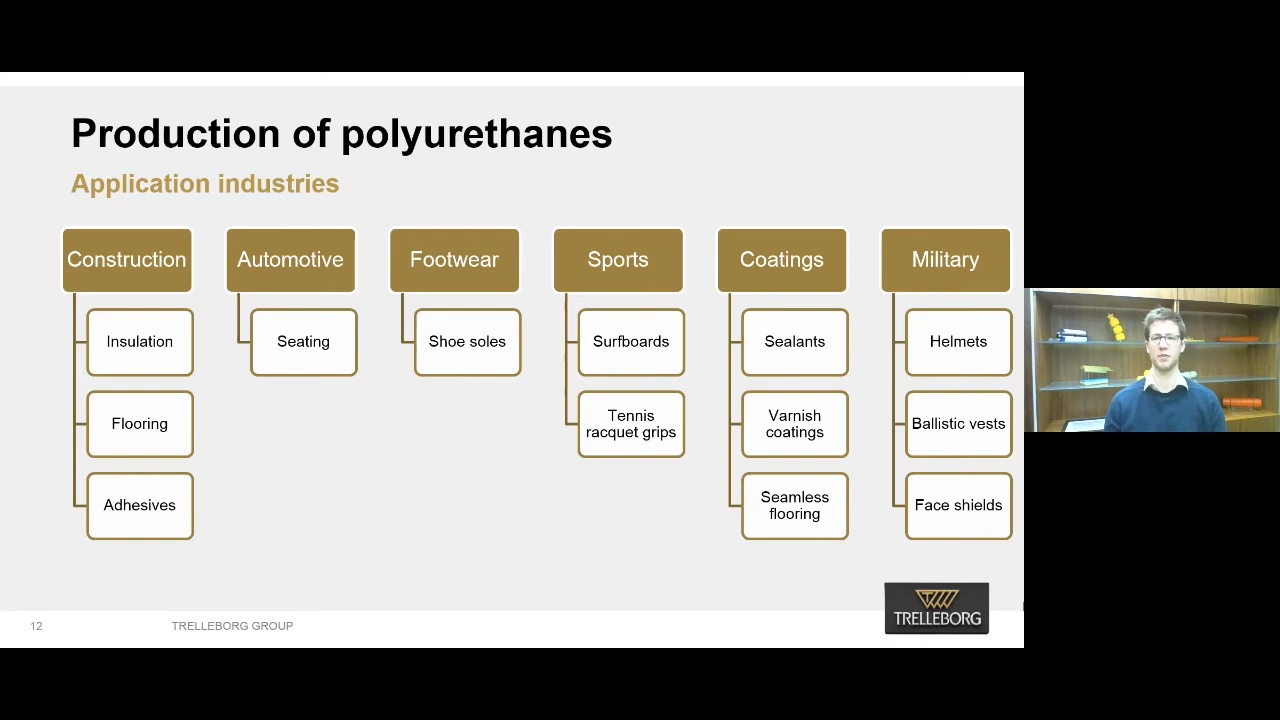 Production of polyurethanes
Application industries
Construction
Insulation
Flooring
Adhesives
Automotive
Seating
Footwear
Shoe soles
Sports
Surfboards
Tennis
racquet grips
Coatings
Sealants
Varnish
coatings
Seamless
flooring
Military
Helmets
Ballistic vests
Face shields
12
TRELLEBORG GROUP
TRELLEBORG